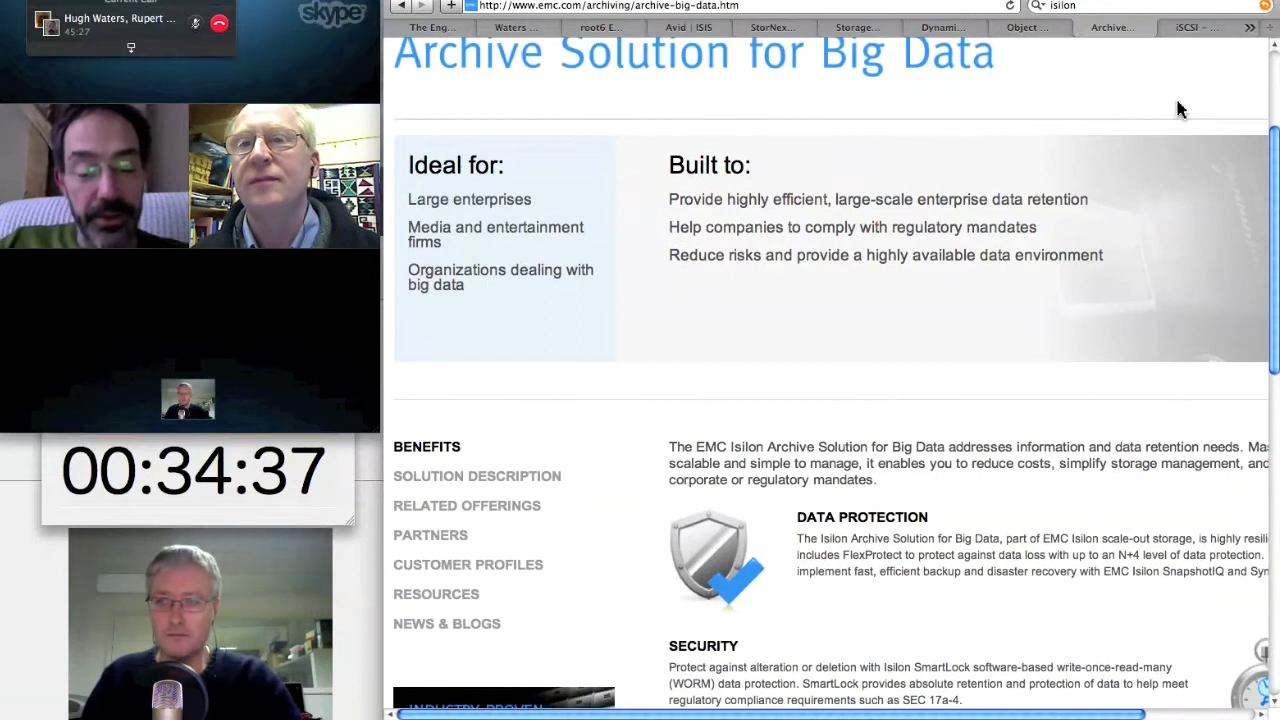 Current Call
Hugh Waters, Rupert ...
45:27
skype
http://www.emc.com/archiving/archive-big-data.htm
isilon
The Eng...
Waters ...
root6 E...
Avid | ISIS
StorNex...
Storage...
Dynami...
Object ...
Archive...
iSCSI - ...
Archive Solution for Big Data
Ideal for:
Large enterprises
Media and entertainment
firms
Organizations dealing with
big data
Built to:
Provide highly efficient, large-scale enterprise data retention
Help companies to comply with regulatory mandates
Reduce risks and provide a highly available data environment
00:34:37
BENEFITS
SOLUTION DESCRIPTION
RELATED OFFERINGS
PARTNERS
CUSTOMER PROFILES
RESOURCES
NEWS & BLOGS
INDUSTRY-PROVEN
The EMC Isilon Archive Solution for Big Data addresses information and data retention needs. Mas
scalable and simple to manage, it enables you to reduce costs, simplify storage management, and
corporate or regulatory mandates.
DATA PROTECTION
The Isilon Archive Solution for Big Data, part of EMC Isilon scale-out storage, is highly resili
includes FlexProtect to protect against data loss with up to an N+4 level of data protection.
implement fast, efficient backup and disaster recovery with EMC Isilon SnapshotIQ and Syn
SECURITY
Protect against alteration or deletion with Isilon SmartLock software-based write-once-read-many
(WORM) data protection. SmartLock provides absolute retention and protection of data to help meet
regulatory compliance requirements such as SEC 17a-4.